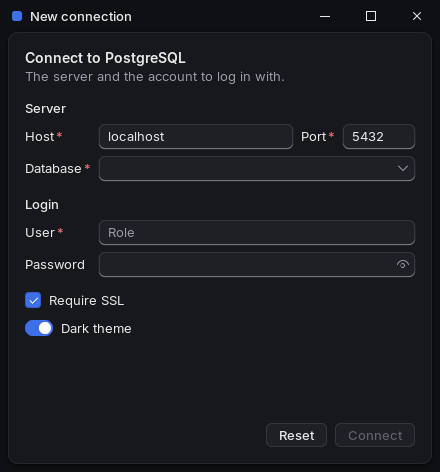 New connection
Connect to PostgreSQL
The server and the account to log in with.
Server
Host* localhost Port* 5432
Database*
Login
User* Role
Password
Require SSL
Dark theme
Reset Connect